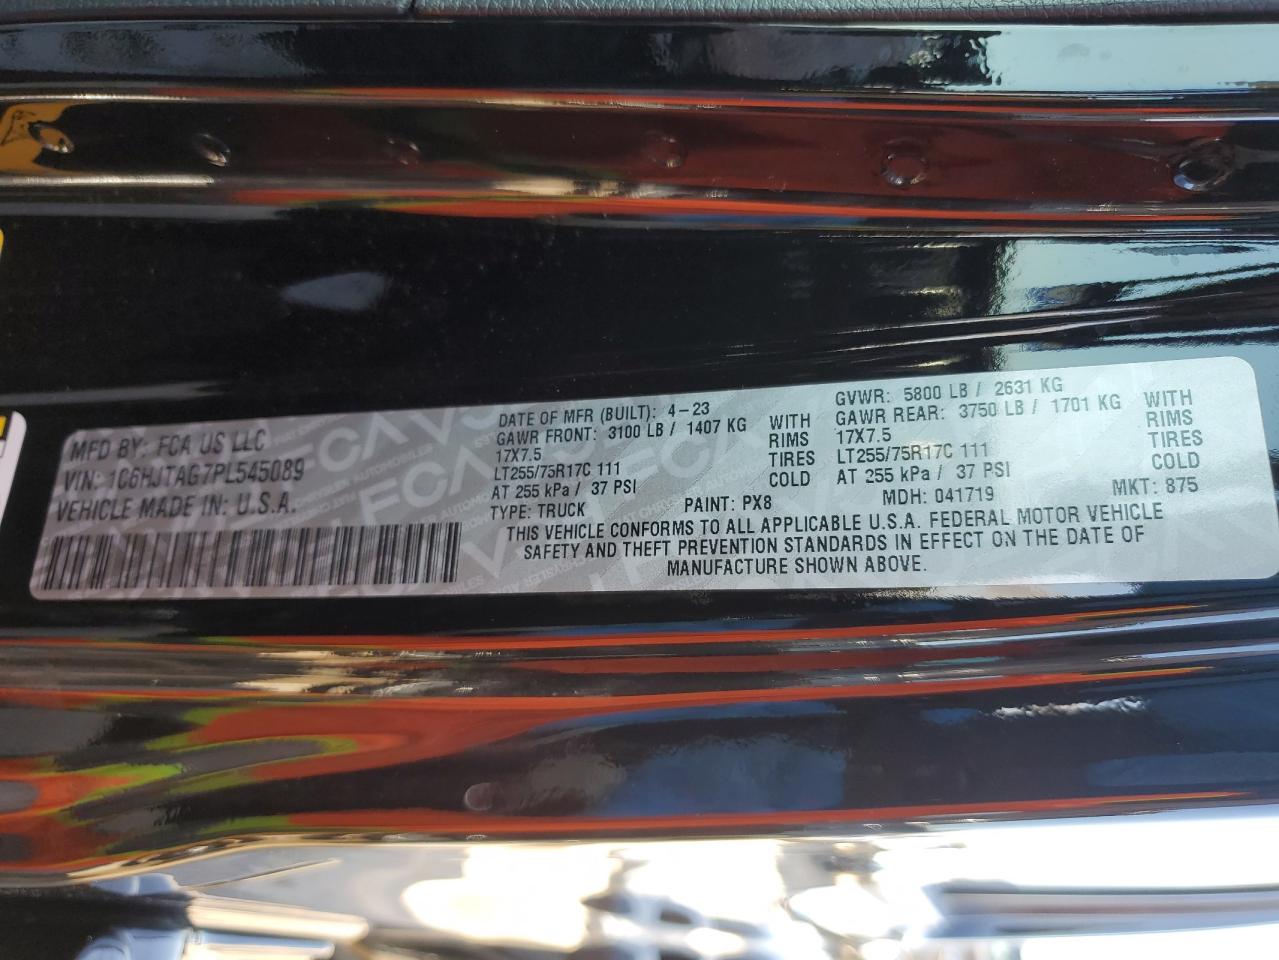 MFD BY: FCA US LLC
VIN: 1C6HJTAG7PL545089
VEHICLE MADE IN: U.S.A.
DATE OF MFR (BUILT): 4-23
GAWR FRONT: 3100 LB / 1407 KG WITH
17X7.5 RIMS
LT255/75R17C 111 TIRES
AT 255 kPa / 37 PSI COLD
TYPE: TRUCK PAINT: PX8
GVWR: 5800 LB / 2631 KG
GAWR REAR: 3750 LB / 1701 KG WITH
17X7.5 RIMS
LT255/75R17C 111 TIRES
AT 255 kPa / 37 PSI COLD
MDH: 041719 MKT: 875
THIS VEHICLE CONFORMS TO ALL APPLICABLE U.S.A. FEDERAL MOTOR VEHICLE
SAFETY AND THEFT PREVENTION STANDARDS IN EFFECT ON THE DATE OF
MANUFACTURE SHOWN ABOVE.